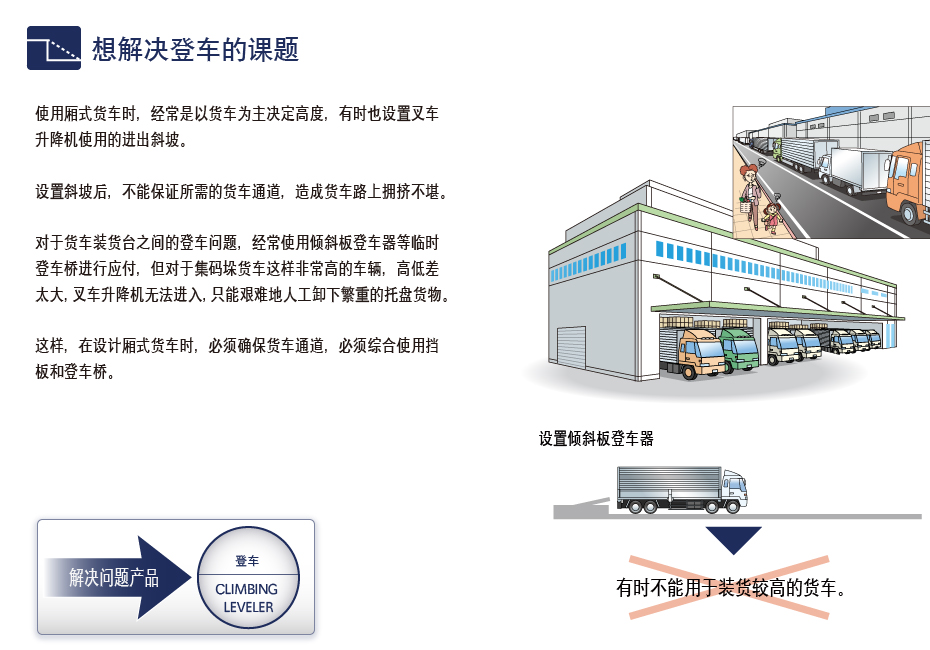 想解决登车的课题
使用厢式货车时，经常是以货车为主决定高度，有时也设置叉车
升降机使用的进出斜坡。
设置斜坡后，不能保证所需的货车通道，造成货车路上拥挤不堪。
对于货车装货台之间的登车问题，经常使用倾斜板登车器等临时
登车桥进行应付，但对于集码垛货车这样非常高的车辆，高低差
太大,叉车升降机无法进入,只能艰难地人工卸下繁重的托盘货物。
这样，在设计厢式货车时，必须确保货车通道，必须综合使用挡
板和登车桥。
设置倾斜板登车器
有时不能用于装货较高的货车。
解决问题产品
登车
CLIMBING
LEVELER